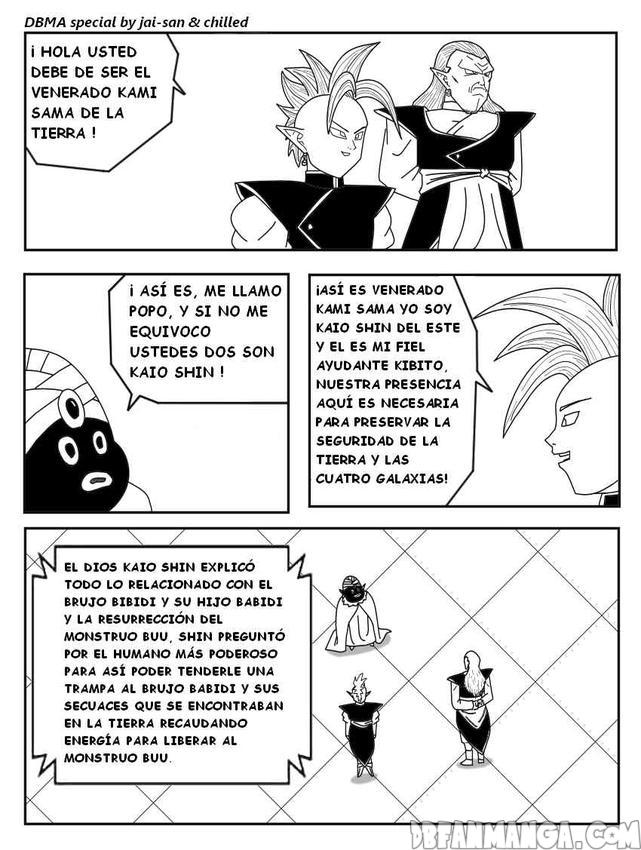 DBMA special by jai-san & chilled
¡ HOLA USTED
DEBE DE SER EL
VENERADO KAMI
SAMA DE LA
TIERRA !
¡ ASÍ ES, ME LLAMO
POPO, Y SI NO ME
EQUIVOCO
USTEDES DOS SON
KAIO SHIN !
¡ASÍ ES VENERADO
KAMI SAMA YO SOY
KAIO SHIN DEL ESTE
Y EL ES MI FIEL
AYUDANTE KIBITO,
NUESTRA PRESENCIA
AQUÍ ES NECESARIA
PARA PRESERVAR LA
SEGURIDAD DE LA
TIERRA Y LAS
CUATRO GALAXIAS!
EL DIOS KAIO SHIN EXPLICÓ
TODO LO RELACIONADO CON EL
BRUJO BIBIDI Y SU HIJO BABIDI
Y LA RESURRECCIÓN DEL
MONSTRUO BUU, SHIN PREGUNTÓ
POR EL HUMANO MÁS PODEROSO
PARA ASÍ PODER TENDERLE UNA
TRAMPA AL BRUJO BABIDI Y SUS
SECUACES QUE SE ENCONTRABAN
EN LA TIERRA RECAUDANDO
ENERGÍA PARA LIBERAR AL
MONSTRUO BUU.
DBFANMANGA.COM